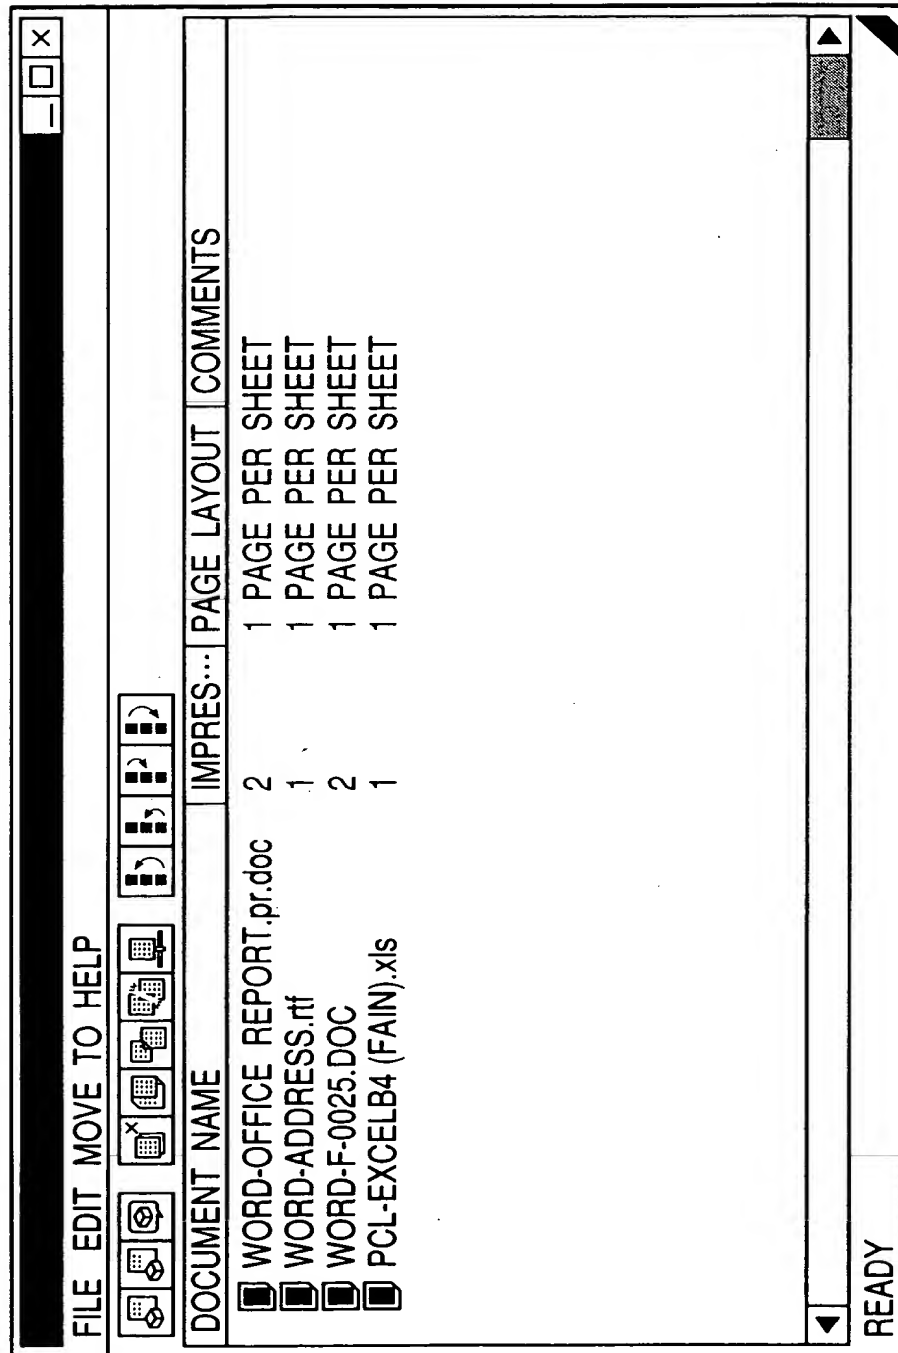 FILE EDIT MOVE TO HELP
DOCUMENT NAME IMPRES··· PAGE LAYOUT COMMENTS
WORD-OFFICE REPORT.pr.doc 2 1 PAGE PER SHEET
WORD-ADDRESS.rtf 1 1 PAGE PER SHEET
WORD-F-0025.DOC 2 1 PAGE PER SHEET
PCL-EXCELB4 (FAIN).xls 1 1 PAGE PER SHEET
READY